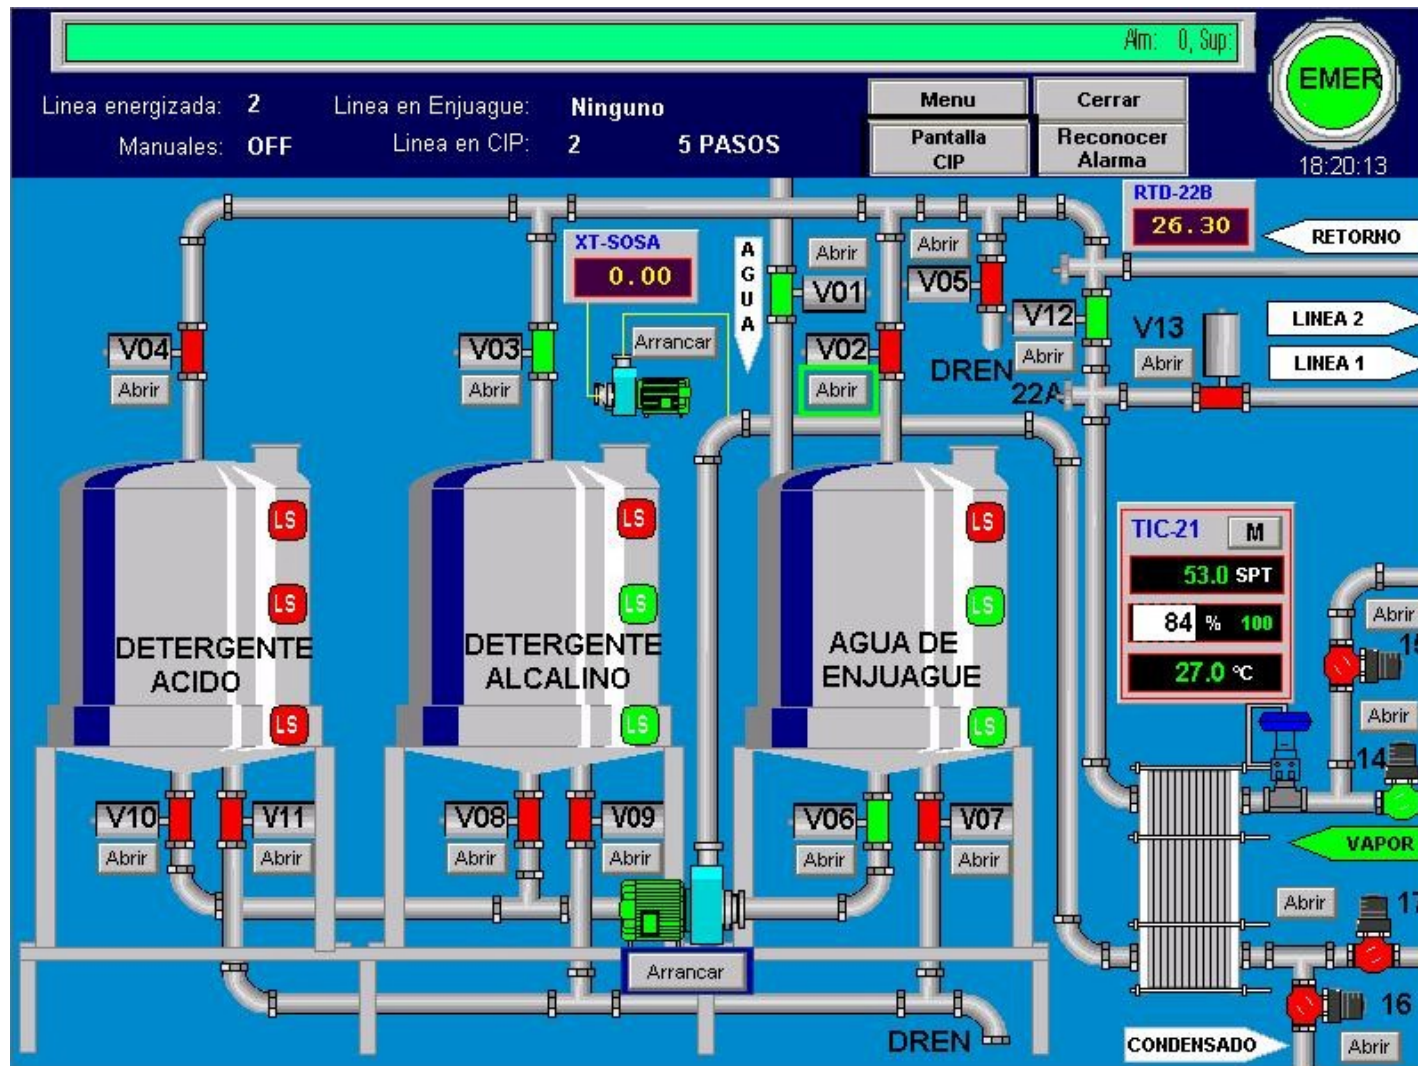 Alm: 0, Sup:
EMER
Linea energizada: 2
Linea en Enjuague: Ninguno
Menu
Cerrar
Manuales: OFF
Linea en CIP: 2 5 PASOS
Pantalla
CIP
Reconocer
Alarma
18:20:13
RTD-22B
26.30
RETORNO
XT-SOSA
0.00
AGUA
Abrir
V01
Abrir
V05
V12
Abrir
V13
Abrir
LINEA 2
LINEA 1
V04
Abrir
V03
Abrir
Arrancar
V02
Abrir
DREN
22A
LS
LS
LS
DETERGENTE
ACIDO
LS
LS
LS
DETERGENTE
ALCALINO
LS
LS
LS
AGUA DE
ENJUAGUE
TIC-21 M
53.0 SPT
84 % 100
27.0 °C
Abrir
Abrir
14
VAPOR
V10
Abrir
V11
Abrir
V08
Abrir
V09
Abrir
V06
Abrir
V07
Abrir
Arrancar
DREN
Abrir
16
Abrir
CONDENSADO